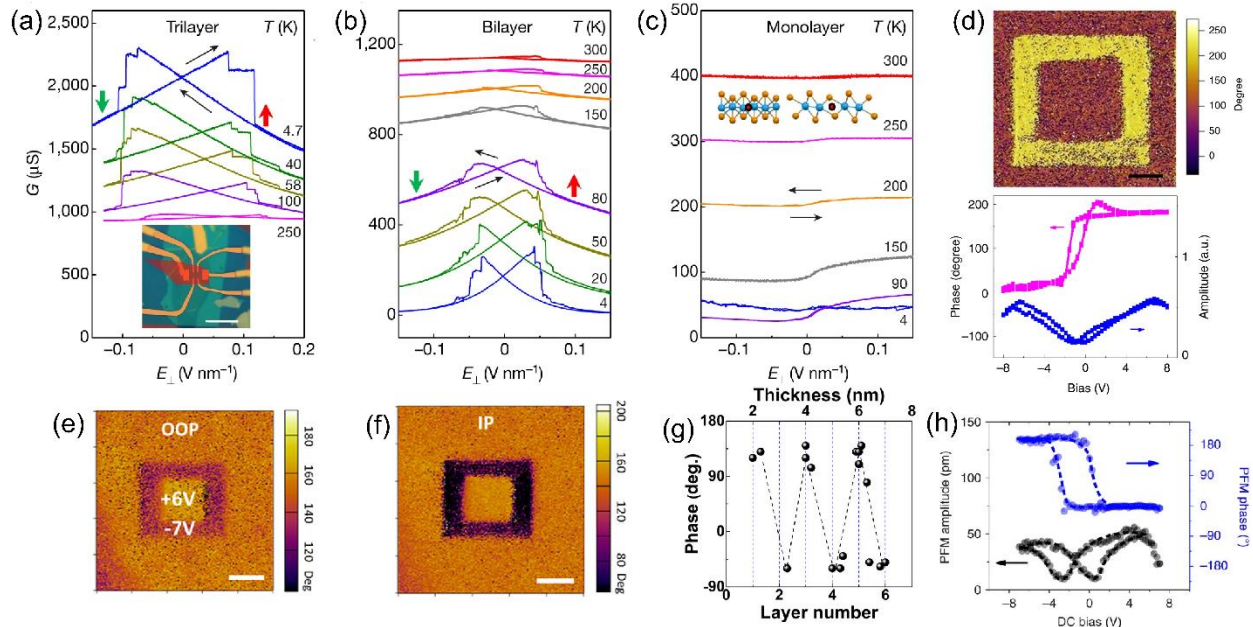 (a)
Trilayer
T (K)
2,500
2,000
1,500
1,000
500
0
G (µS)
4.7
40
58
100
250
−0.1
0
0.1
0.2
E⊥ (V nm⁻¹)
(b)
Bilayer
T (K)
1,200
800
400
0
300
250
200
150
80
50
20
4
−0.1
0
0.1
E⊥ (V nm⁻¹)
(c)
Monolayer
T (K)
500
400
300
200
100
0
300
250
200
150
90
4
−0.1
0
0.1
E⊥ (V nm⁻¹)
(d)
250
200
150
100
50
0
Degree
200
100
0
−100
Phase (degree)
1
0
Amplitude (a.u.)
−8
−4
0
4
8
Bias (V)
(e)
OOP
+6V
-7V
180
160
140
120
Deg
(f)
IP
200
180
160
120
80
Deg
(g)
Thickness (nm)
2
4
6
8
180
90
0
-90
Phase (deg.)
0
2
4
6
8
Layer number
(h)
150
100
50
0
PFM amplitude (pm)
180
90
0
−90
−180
PFM phase (°)
−8
−4
0
4
8
DC bias (V)